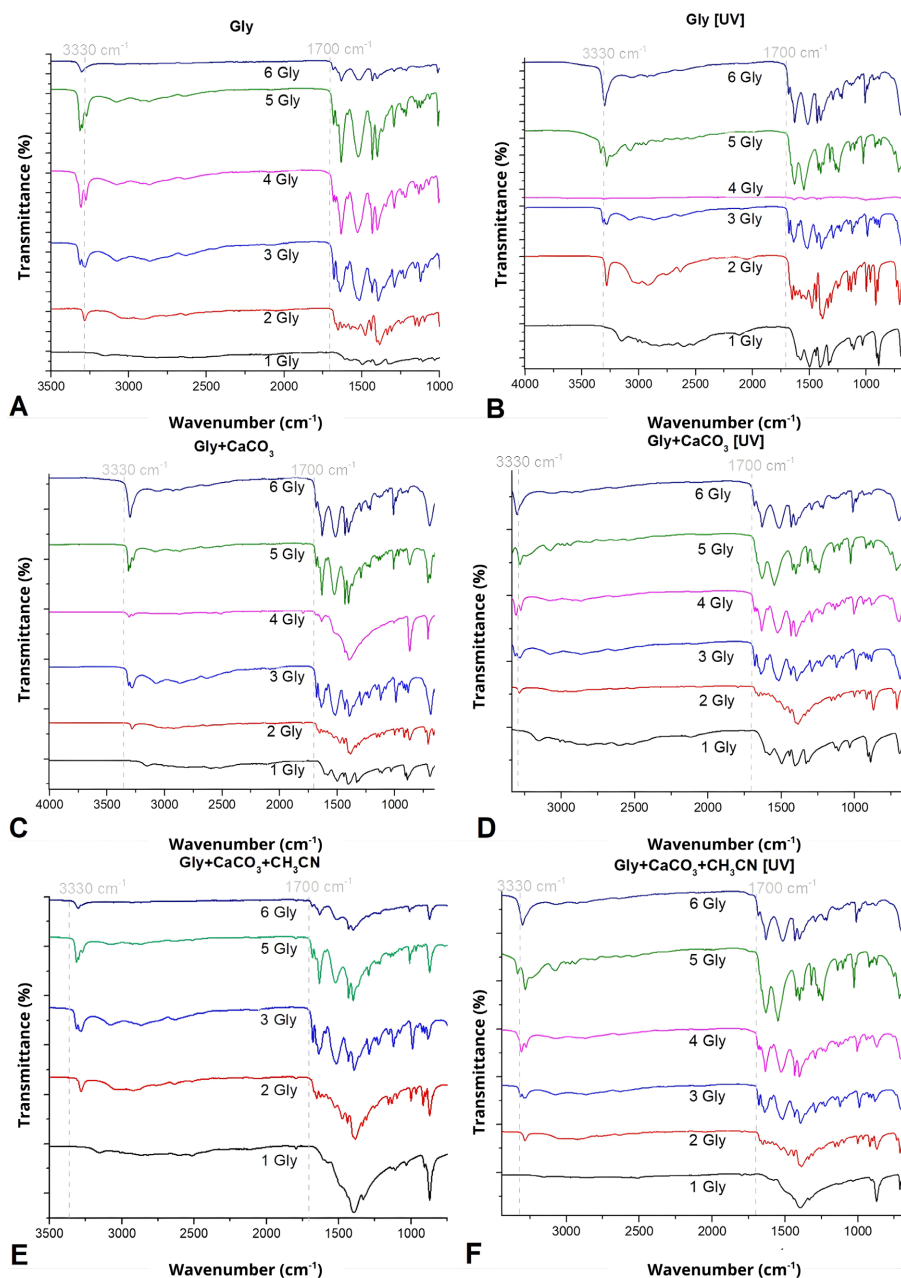 Gly
3330 cm⁻¹
1700 cm⁻¹
6 Gly
5 Gly
4 Gly
3 Gly
2 Gly
1 Gly
Transmittance (%)
3500 3000 2500 2000 1500 1000
Wavenumber (cm⁻¹)
A
Gly [UV]
3330 cm⁻¹
1700 cm⁻¹
6 Gly
5 Gly
4 Gly
3 Gly
2 Gly
1 Gly
Transmittance (%)
4000 3500 3000 2500 2000 1500 1000
Wavenumber (cm⁻¹)
B
Gly+CaCO₃
3330 cm⁻¹
1700 cm⁻¹
6 Gly
5 Gly
4 Gly
3 Gly
2 Gly
1 Gly
Transmittance (%)
4000 3500 3000 2500 2000 1500 1000
Wavenumber (cm⁻¹)
C
Gly+CaCO₃ [UV]
3330 cm⁻¹
1700 cm⁻¹
6 Gly
5 Gly
4 Gly
3 Gly
2 Gly
1 Gly
Transmittance (%)
3000 2500 2000 1500 1000
Wavenumber (cm⁻¹)
D
Gly+CaCO₃+CH₃CN
3330 cm⁻¹
1700 cm⁻¹
6 Gly
5 Gly
3 Gly
2 Gly
1 Gly
Transmittance (%)
3500 3000 2500 2000 1500 1000
Wavenumber (cm⁻¹)
E
Gly+CaCO₃+CH₃CN [UV]
3330 cm⁻¹
1700 cm⁻¹
6 Gly
5 Gly
4 Gly
3 Gly
2 Gly
1 Gly
Transmittance (%)
3000 2500 2000 1500 1000
Wavenumber (cm⁻¹)
F